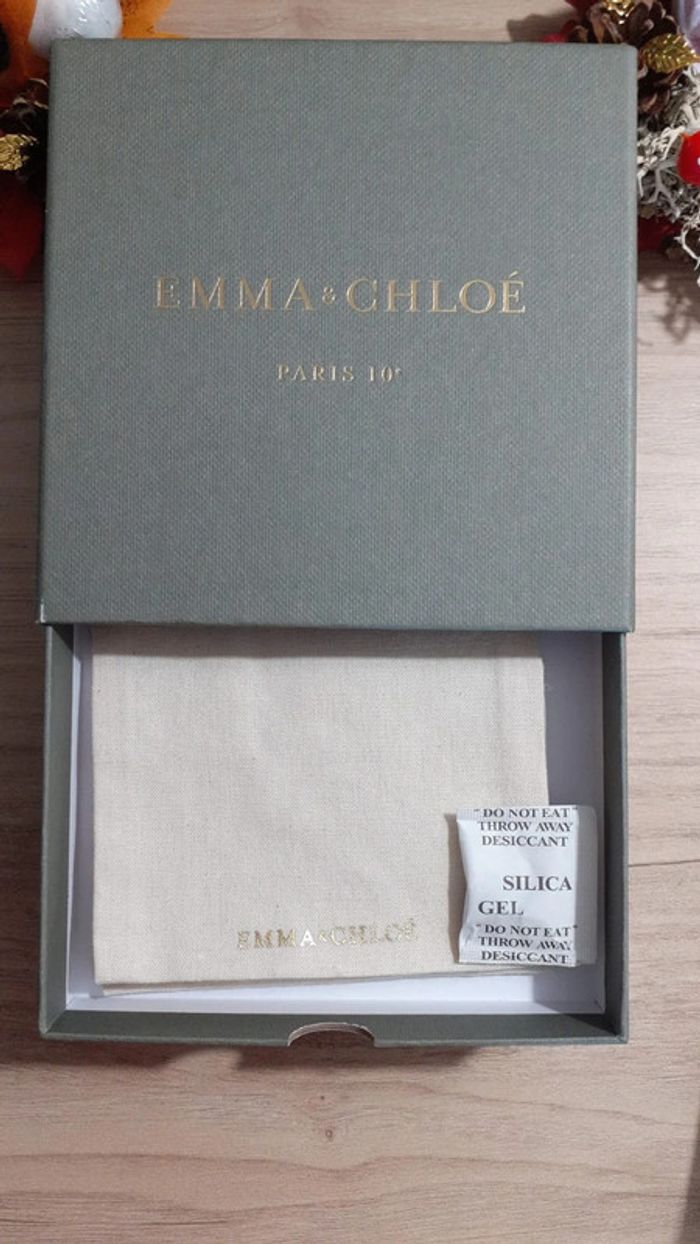 EMMA & CHLOÉ
PARIS 10e
EMMA&CHLOÉ
"DO NOT EAT"
THROW AWAY
DESICCANT
SILICA
GEL
"DO NOT EAT"
THROW AWAY
DESICCANT